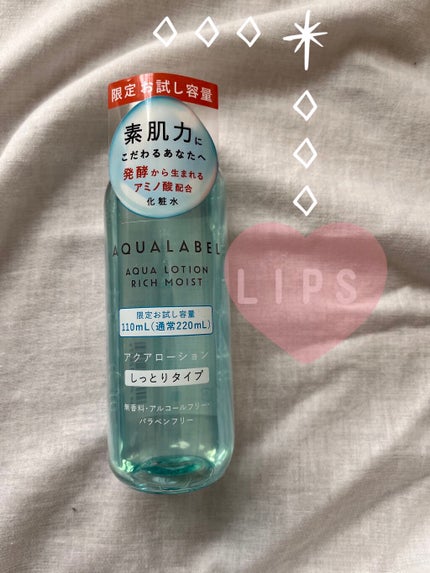 限定 お試し容量
素肌力に
こだわるあなたへ
発酵から生まれる
アミノ酸配合
化粧水
AQUALABEL
AQUA LOTION
RICH MOIST
限定お試し容量
110mL(通常220mL)
アクアローション
しっとりタイプ
無香料・アルコールフリー・
パラベンフリー
LIPS